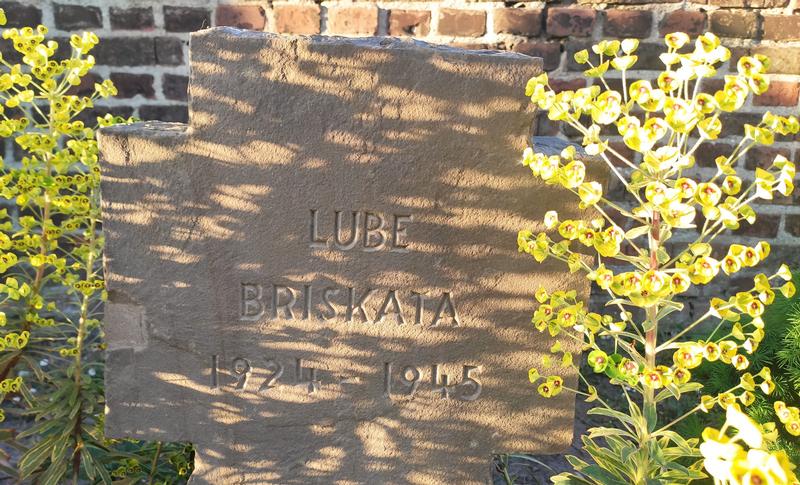 LUBE
BRISKATA
1924 - 1945